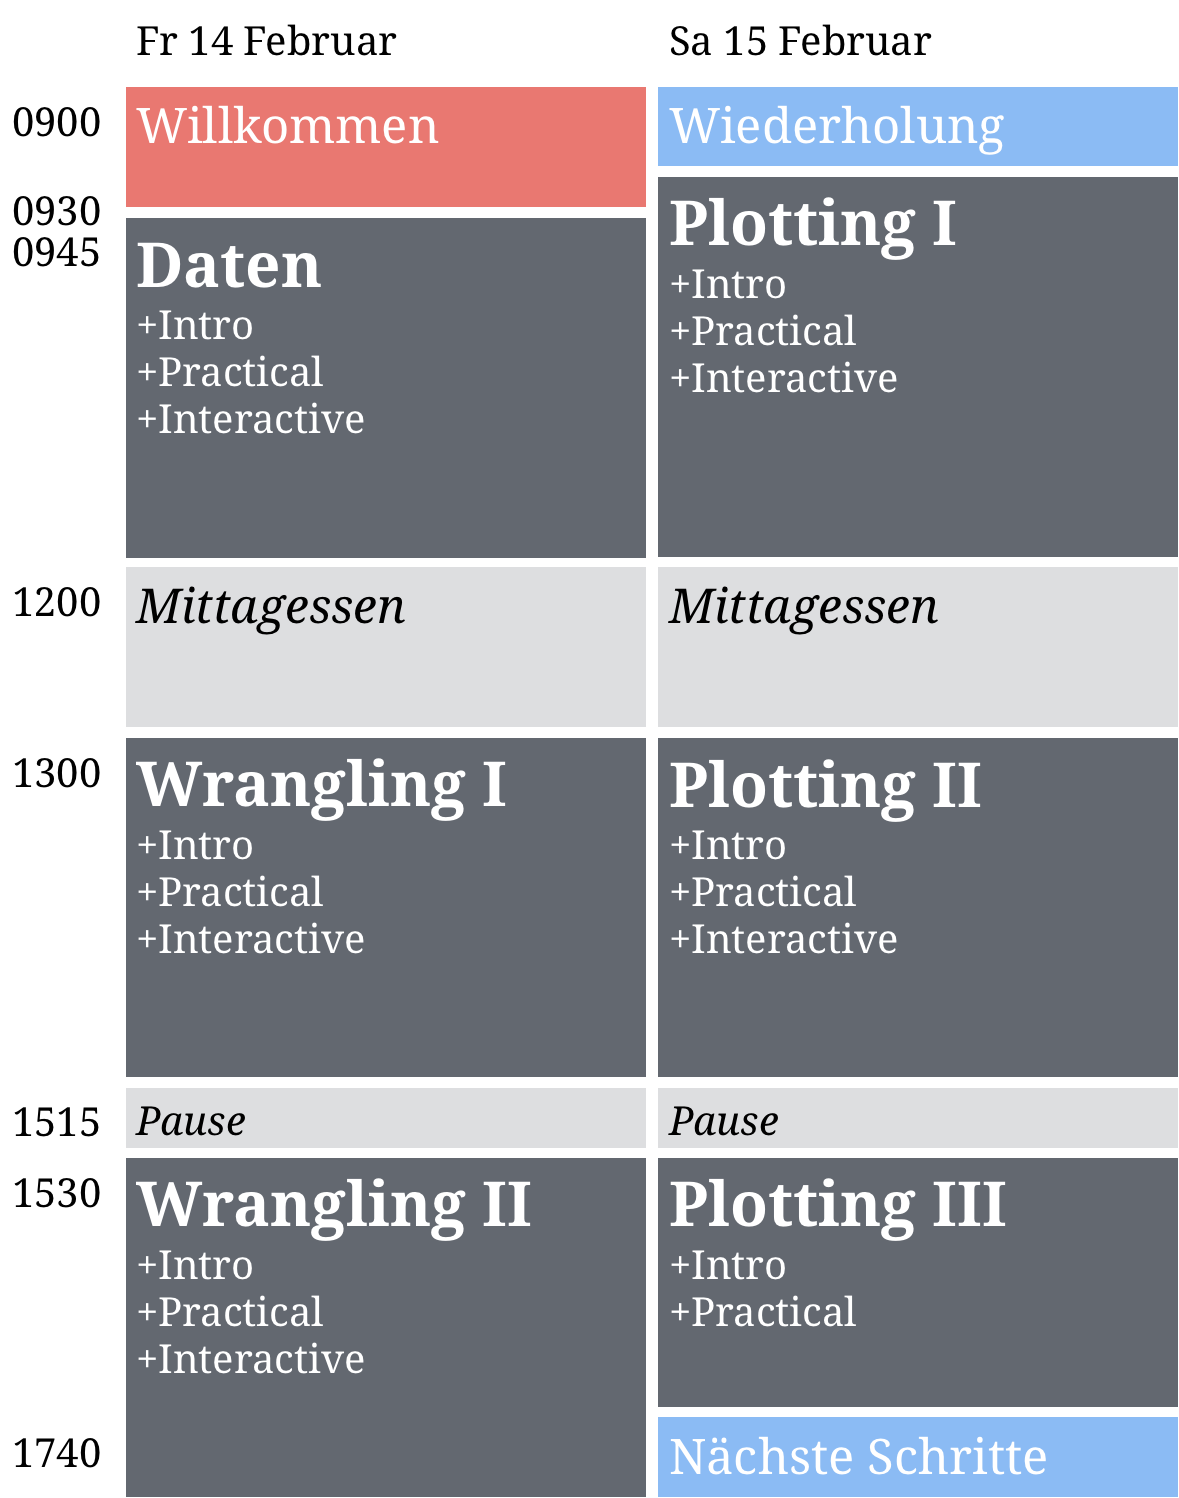 Fr 14 Februar
Sa 15 Februar
0900
Willkommen
Wiederholung
0930
0945
Daten
+Intro
+Practical
+Interactive
Plotting I
+Intro
+Practical
+Interactive
1200
Mittagessen
Mittagessen
1300
Wrangling I
+Intro
+Practical
+Interactive
Plotting II
+Intro
+Practical
+Interactive
1515
Pause
Pause
1530
Wrangling II
+Intro
+Practical
+Interactive
Plotting III
+Intro
+Practical
1740
Nächste Schritte